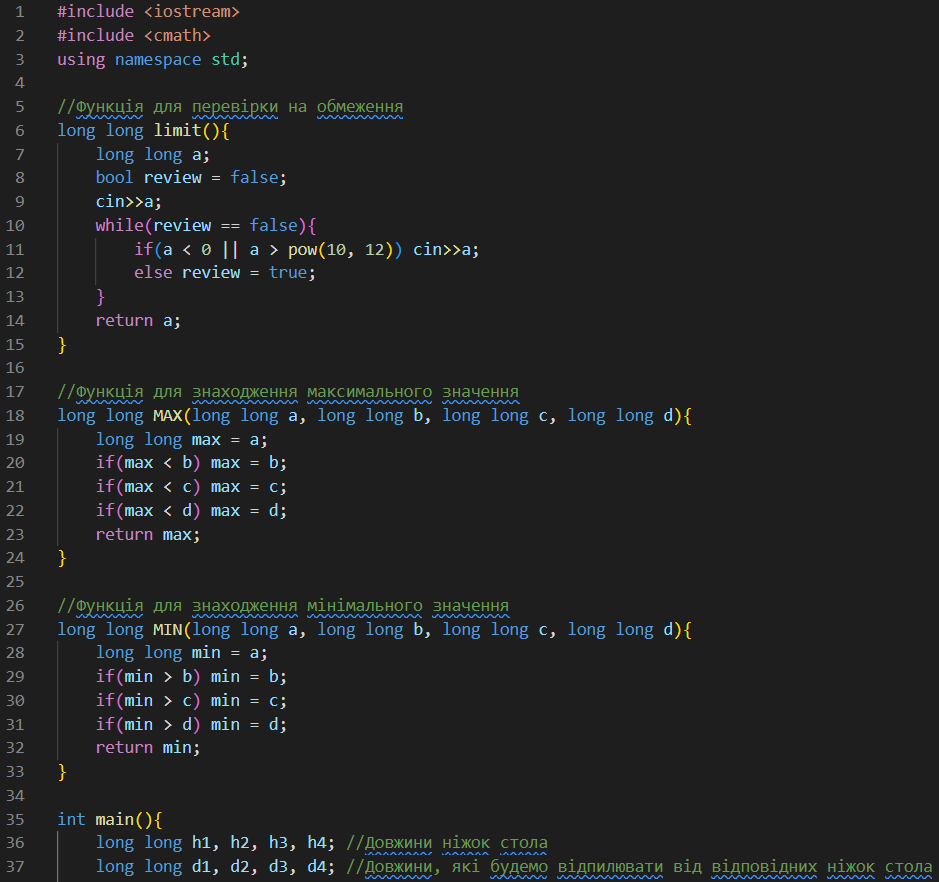 1 #include <iostream>
2 #include <cmath>
3 using namespace std;
4
5 //Функція для перевірки на обмеження
6 long long limit(){
7     long long a;
8     bool review = false;
9     cin>>a;
10     while(review == false){
11         if(a < 0 || a > pow(10, 12)) cin>>a;
12         else review = true;
13     }
14     return a;
15 }
16
17 //Функція для знаходження максимального значення
18 long long MAX(long long a, long long b, long long c, long long d){
19     long long max = a;
20     if(max < b) max = b;
21     if(max < c) max = c;
22     if(max < d) max = d;
23     return max;
24 }
25
26 //Функція для знаходження мінімального значення
27 long long MIN(long long a, long long b, long long c, long long d){
28     long long min = a;
29     if(min > b) min = b;
30     if(min > c) min = c;
31     if(min > d) min = d;
32     return min;
33 }
34
35 int main(){
36     long long h1, h2, h3, h4; //Довжини ніжок стола
37     long long d1, d2, d3, d4; //Довжини, які будемо відпилювати від відповідних ніжок стола